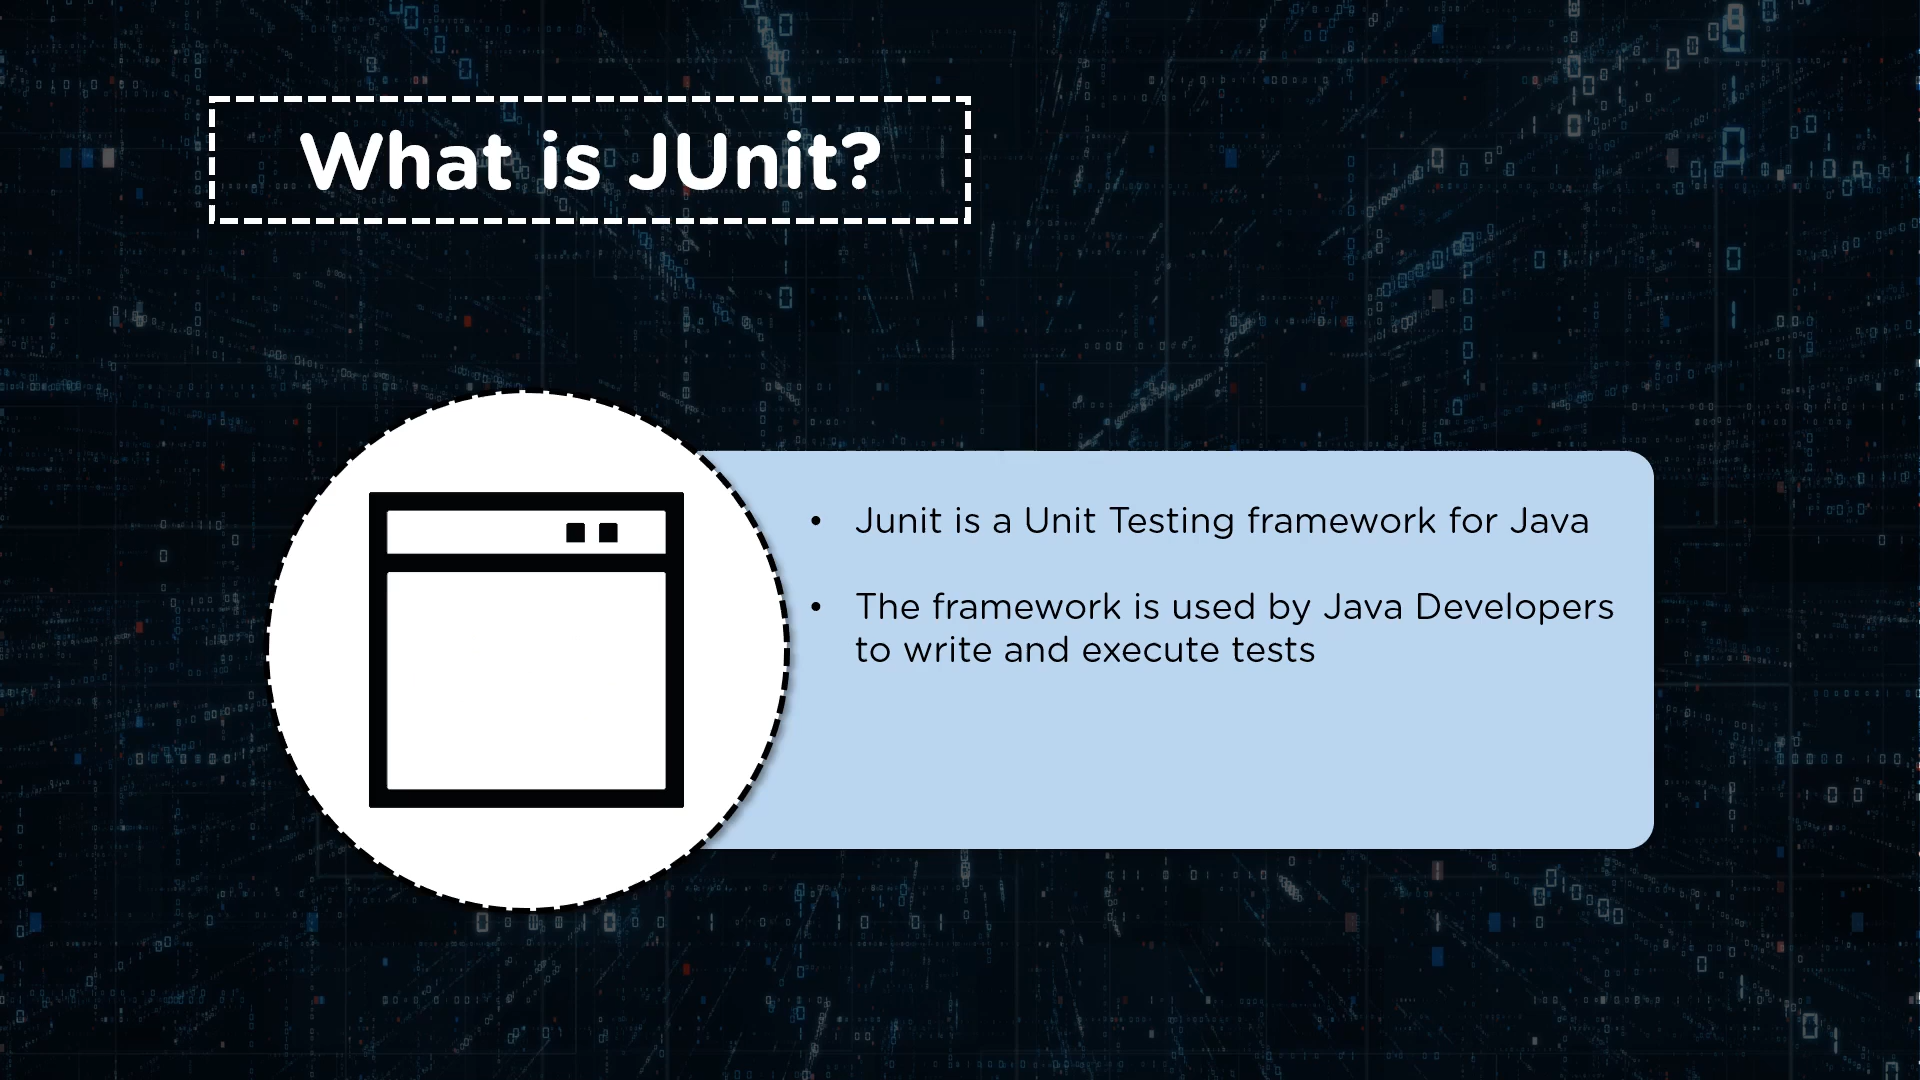 What is JUnit?
• Junit is a Unit Testing framework for Java
• The framework is used by Java Developers
to write and execute tests